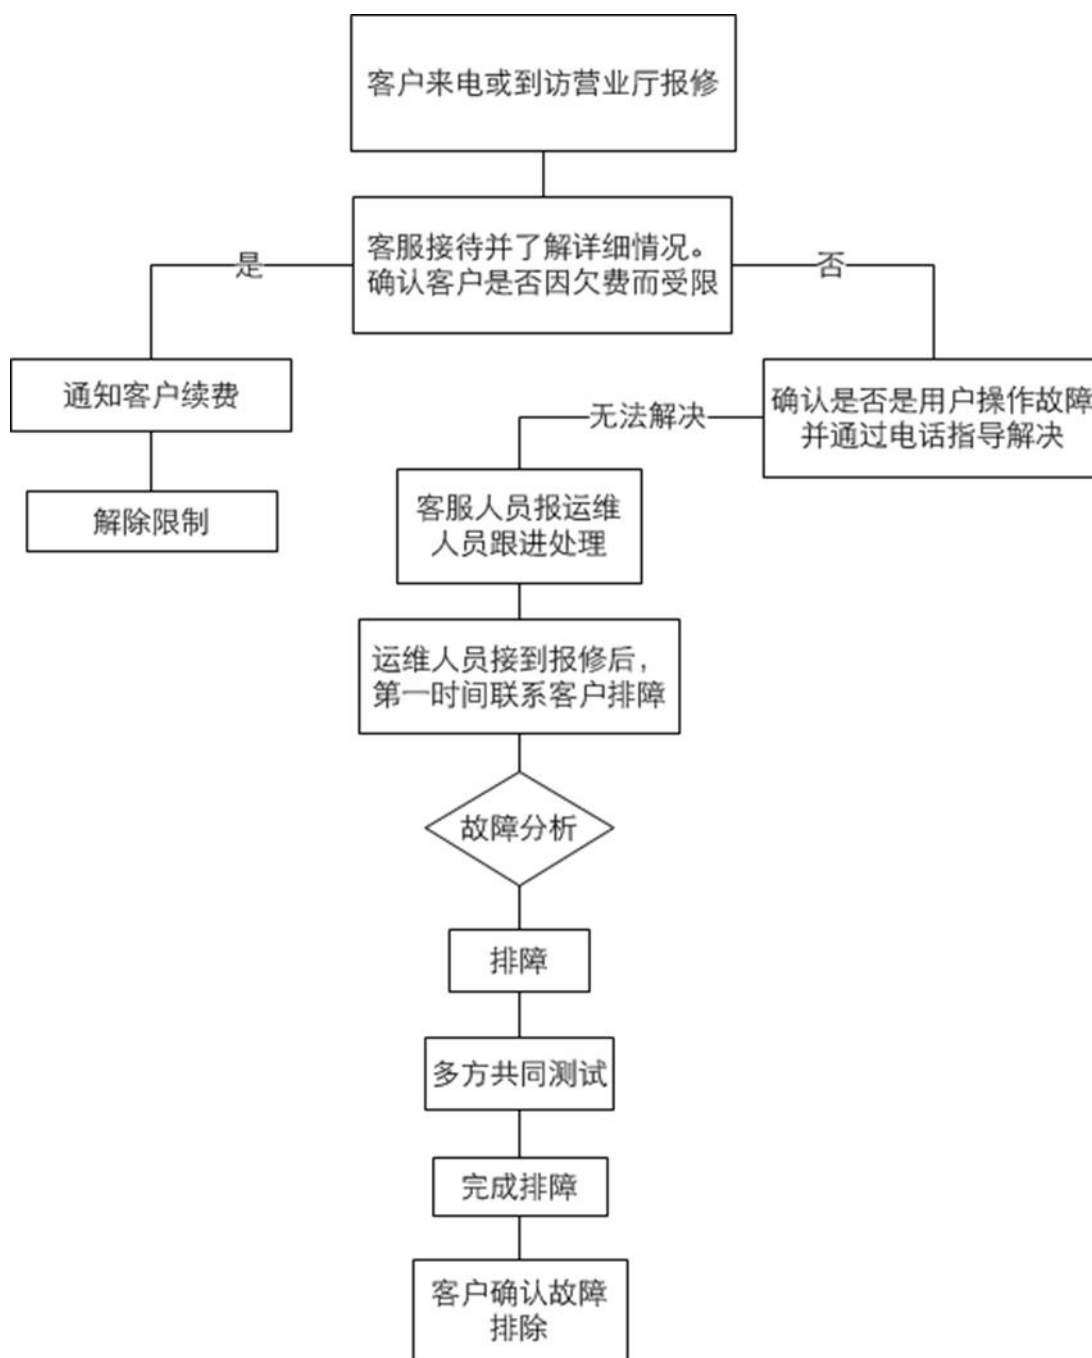 客户来电或到访营业厅报修
客服接待并了解详细情况。
确认客户是否因欠费而受限
是
否
通知客户续费
解除限制
确认是否是用户操作故障
并通过电话指导解决
无法解决
客服人员报运维
人员跟进处理
运维人员接到报修后，
第一时间联系客户排障
故障分析
排障
多方共同测试
完成排障
客户确认故障
排除